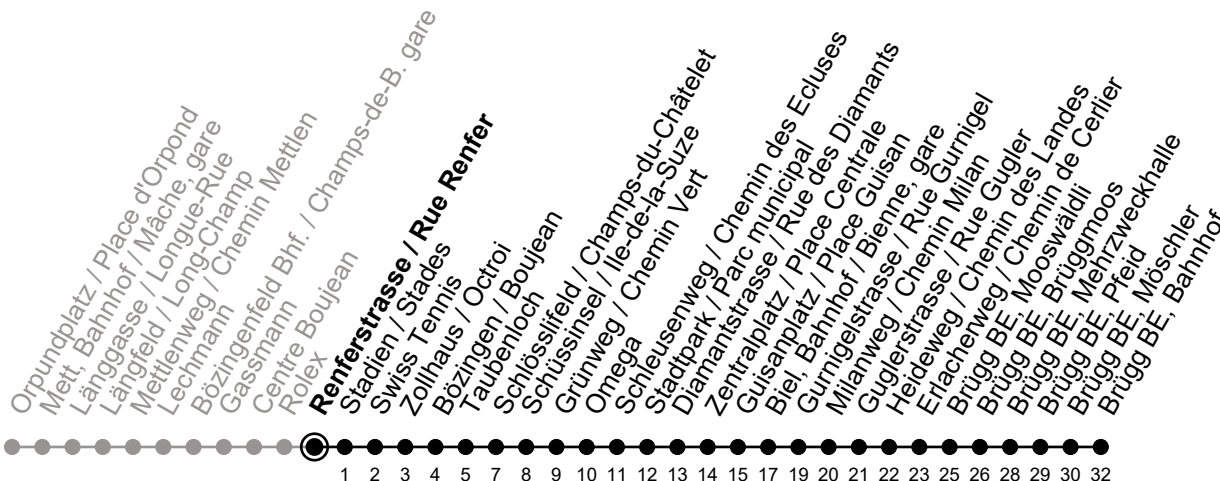 Orpundplatz / Place d'Orpond
Mett, Bahnhof / Mâche, gare
Länggasse / Longue-Rue
Längfeld / Long-Champ
Mettlenweg / Chemin Mettlen
Lechmann
Bözingenfeld Bhf. / Champs-de-B. gare
Gassmann
Centre Boujean
Rolex
Renferstrasse / Rue Renfer
Stadien / Stades
Swiss Tennis
Zollhaus / Octroi
Bözingen / Boujean
Taubenloch
Schlösslifeld / Champs-du-Châtelet
Schüssinsel / Ile-de-la-Suze
Grünweg / Chemin Vert
Omega
Schleusenweg / Chemin des Ecluses
Stadtpark / Parc municipal
Diamantstrasse / Rue des Diamants
Zentralplatz / Place Centrale
Guisanplatz / Place Guisan
Biel, Bahnhof / Bienne, gare
Gurnigelstrasse / Rue Gurnigel
Milanweg / Chemin Milan
Guglerstrasse / Rue Gugler
Heideweg / Chemin des Landes
Erlacherweg / Chemin de Cerlier
Brügg BE, Mooswäldli
Brügg BE, Brüggmoos
Brügg BE, Mehrzweckhalle
Brügg BE, Pfeid
Brügg BE, Möschler
Brügg BE, Bahnhof
1 2 3 4 5 7 8 9 10 11 12 13 14 15 17 19 20 21 22 23 25 26 28 29 30 32